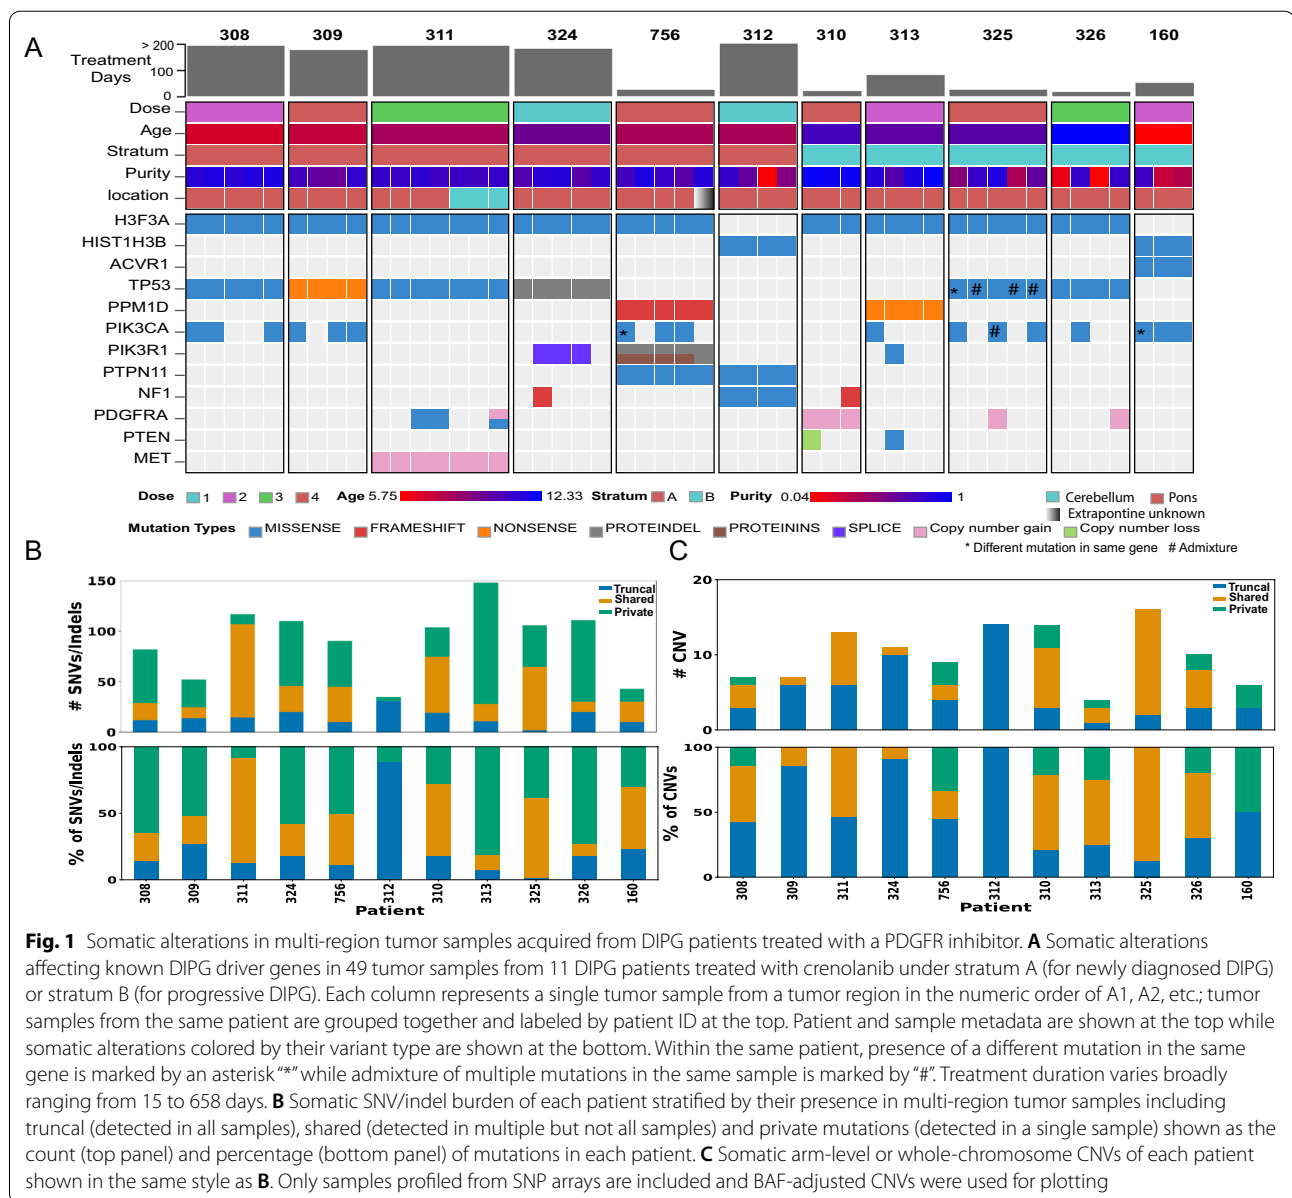 A
308 309 311 324 756 312 310 313 325 326 160
> 200
Treatment
100
Days
0
Dose
Age
Stratum
Purity
location
H3F3A
HIST1H3B
ACVR1
TP53 * # # #
PPM1D
PIK3CA * # *
PIK3R1
PTPN11
NF1
PDGFRA
PTEN
MET
Dose 1 2 3 4 Age 5.75 12.33 Stratum A B Purity 0.04 1 Cerebellum Pons
Extrapontine unknown
Mutation Types MISSENSE FRAMESHIFT NONSENSE PROTEINDEL PROTEININS SPLICE Copy number gain Copy number loss
* Different mutation in same gene # Admixture
B
150
100
50
0
# SNVs/Indels
Truncal
Shared
Private
100
50
0
% of SNVs/Indels
308 309 311 324 756 312 310 313 325 326 160
Patient
C
20
10
0
# CNV
Truncal
Shared
Private
100
50
0
% of CNVs
308 309 311 324 756 312 310 313 325 326 160
Patient
Fig. 1 Somatic alterations in multi-region tumor samples acquired from DIPG patients treated with a PDGFR inhibitor. A Somatic alterations
affecting known DIPG driver genes in 49 tumor samples from 11 DIPG patients treated with crenolanib under stratum A (for newly diagnosed DIPG)
or stratum B (for progressive DIPG). Each column represents a single tumor sample from a tumor region in the numeric order of A1, A2, etc.; tumor
samples from the same patient are grouped together and labeled by patient ID at the top. Patient and sample metadata are shown at the top while
somatic alterations colored by their variant type are shown at the bottom. Within the same patient, presence of a different mutation in the same
gene is marked by an asterisk “*” while admixture of multiple mutations in the same sample is marked by “#”. Treatment duration varies broadly
ranging from 15 to 658 days. B Somatic SNV/indel burden of each patient stratified by their presence in multi-region tumor samples including
truncal (detected in all samples), shared (detected in multiple but not all samples) and private mutations (detected in a single sample) shown as the
count (top panel) and percentage (bottom panel) of mutations in each patient. C Somatic arm-level or whole-chromosome CNVs of each patient
shown in the same style as B. Only samples profiled from SNP arrays are included and BAF-adjusted CNVs were used for plotting